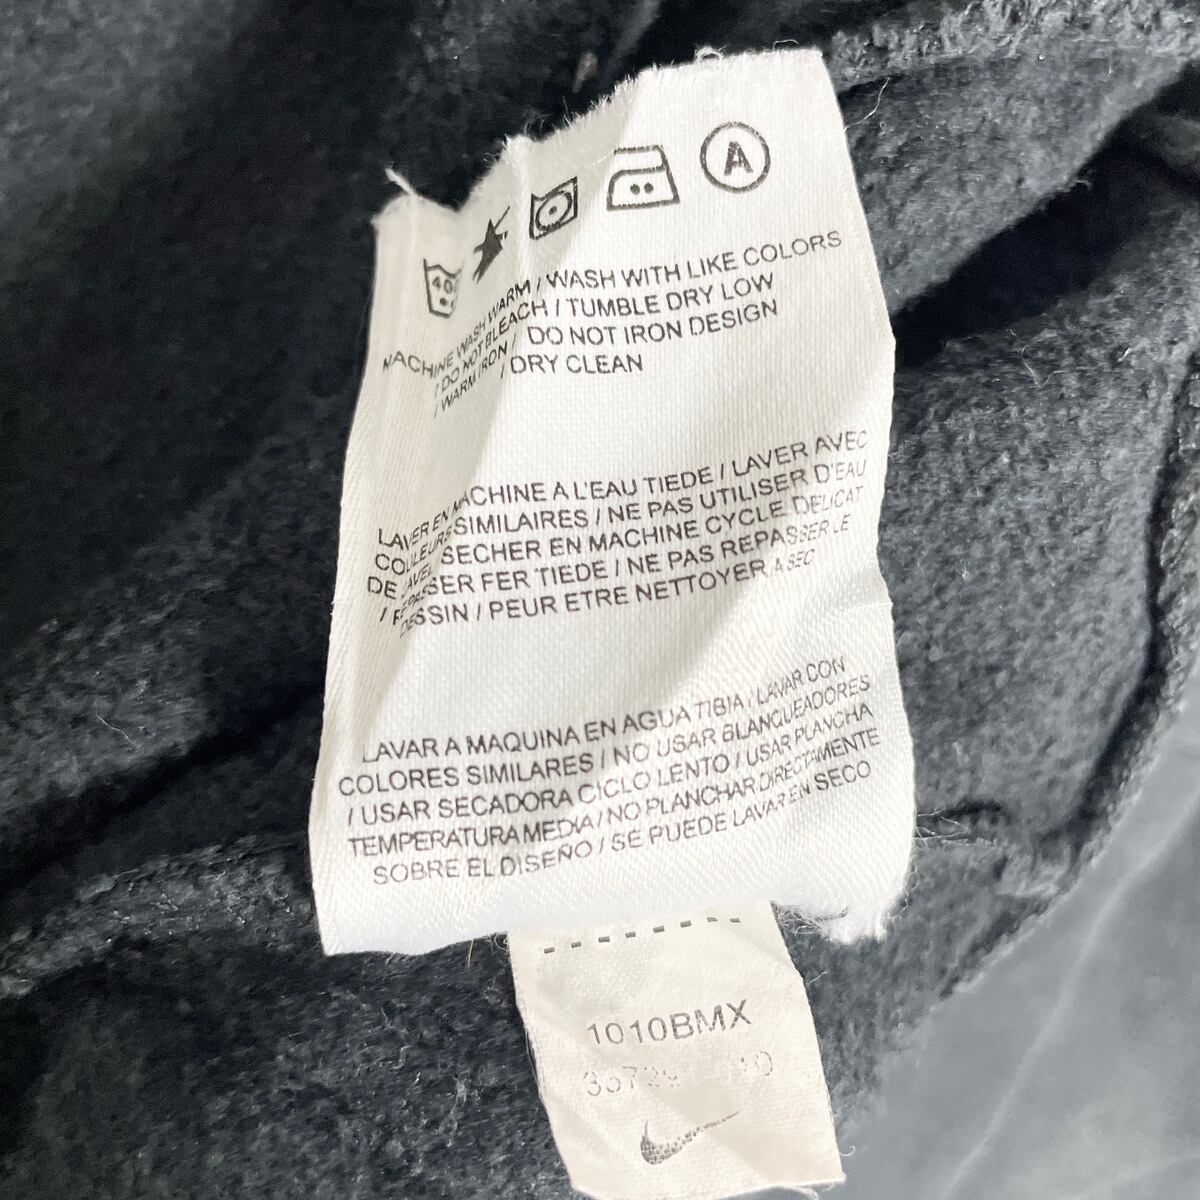 40
A
MACHINE WASH WARM / WASH WITH LIKE COLORS
/ DO NOT BLEACH / TUMBLE DRY LOW
/ WARM IRON / DO NOT IRON DESIGN
/ DRY CLEAN
LAVER EN MACHINE A L'EAU TIEDE / LAVER AVEC
COULEURS SIMILAIRES / NE PAS UTILISER D'EAU
DE JAVEL SECHER EN MACHINE CYCLE DELICAT
/ REPASSER FER TIEDE / NE PAS REPASSER LE
DESSIN / PEUR ETRE NETTOYER A SEC
LAVAR A MAQUINA EN AGUA TIBIA / LAVAR CON
COLORES SIMILARES / NO USAR BLANQUEADORES
/ USAR SECADORA CICLO LENTO / USAR PLANCHA
TEMPERATURA MEDIA / NO PLANCHAR DIRECTAMENTE
SOBRE EL DISEÑO / SE PUEDE LAVAR EN SECO
1010BMX